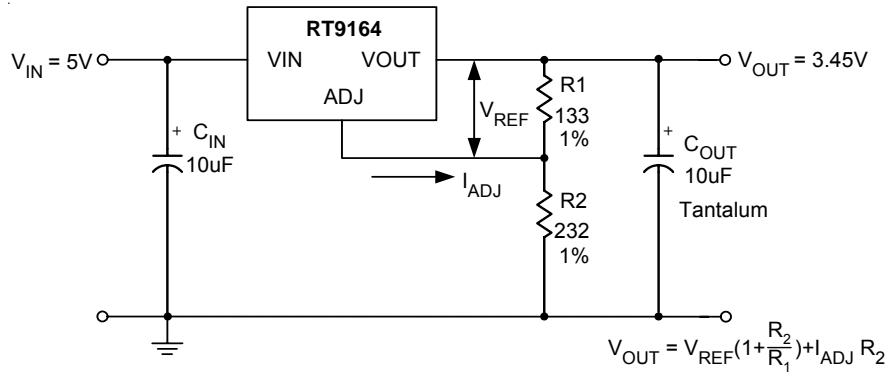 RT9164
V_IN = 5V
VIN
VOUT
ADJ
V_OUT = 3.45V
V_REF
R1
133
1%
+
C_IN
10uF
I_ADJ
R2
232
1%
+
C_OUT
10uF
Tantalum
V_OUT = V_REF(1+R_2/R_1)+I_ADJ R_2